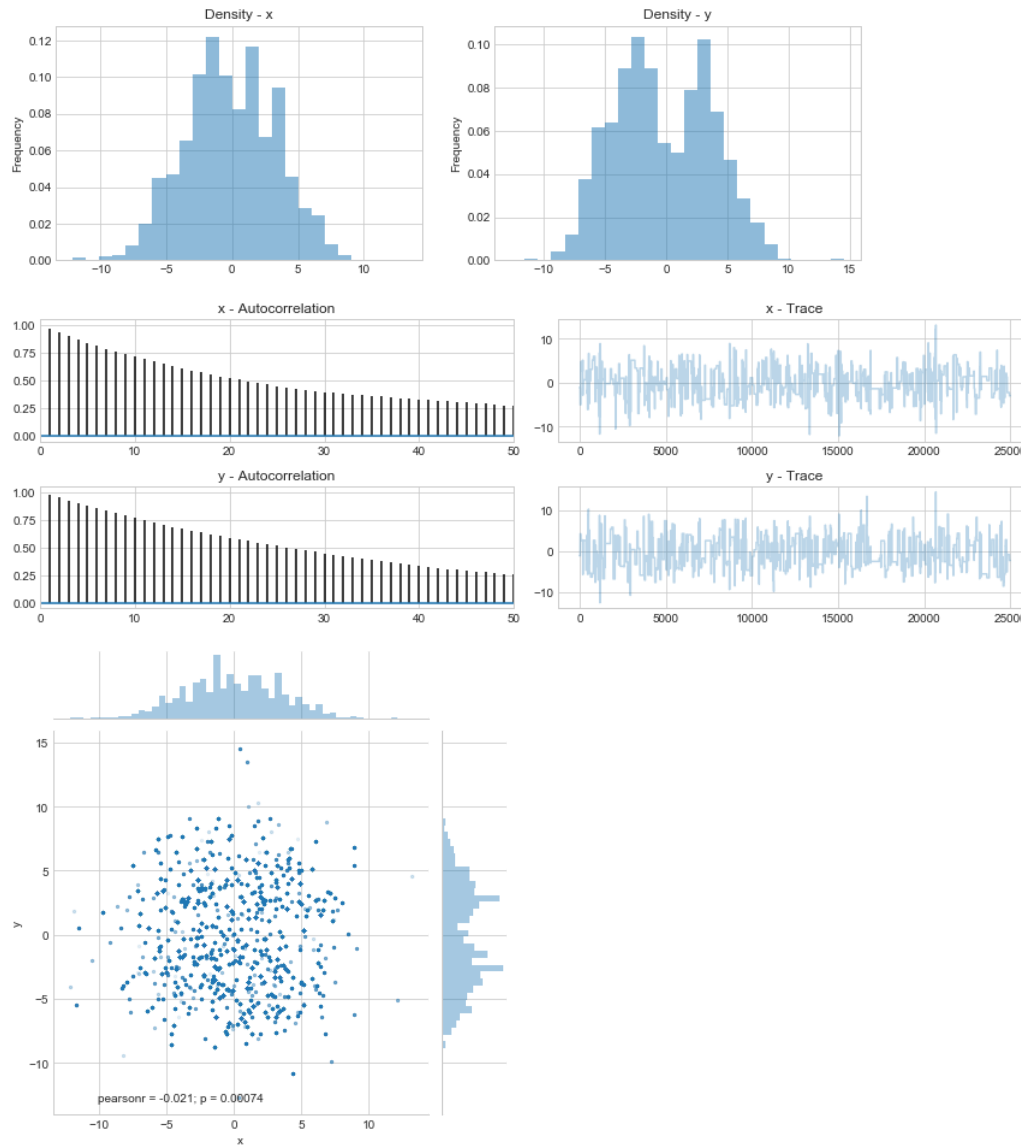 Density - x
Density - y
0.12
0.10
0.08
0.06
0.04
0.02
0.00
Frequency
−10 −5 0 5 10
0.10
0.08
0.06
0.04
0.02
0.00
Frequency
−10 −5 0 5 10 15
x - Autocorrelation
1.00
0.75
0.50
0.25
0.00
0 10 20 30 40 50
x - Trace
10
0
−10
0 5000 10000 15000 20000 25000
y - Autocorrelation
1.00
0.75
0.50
0.25
0.00
0 10 20 30 40 50
y - Trace
10
0
−10
0 5000 10000 15000 20000 25000
15
10
5
0
−5
−10
y
pearsonr = -0.021; p = 0.00074
−10 −5 0 5 10
x